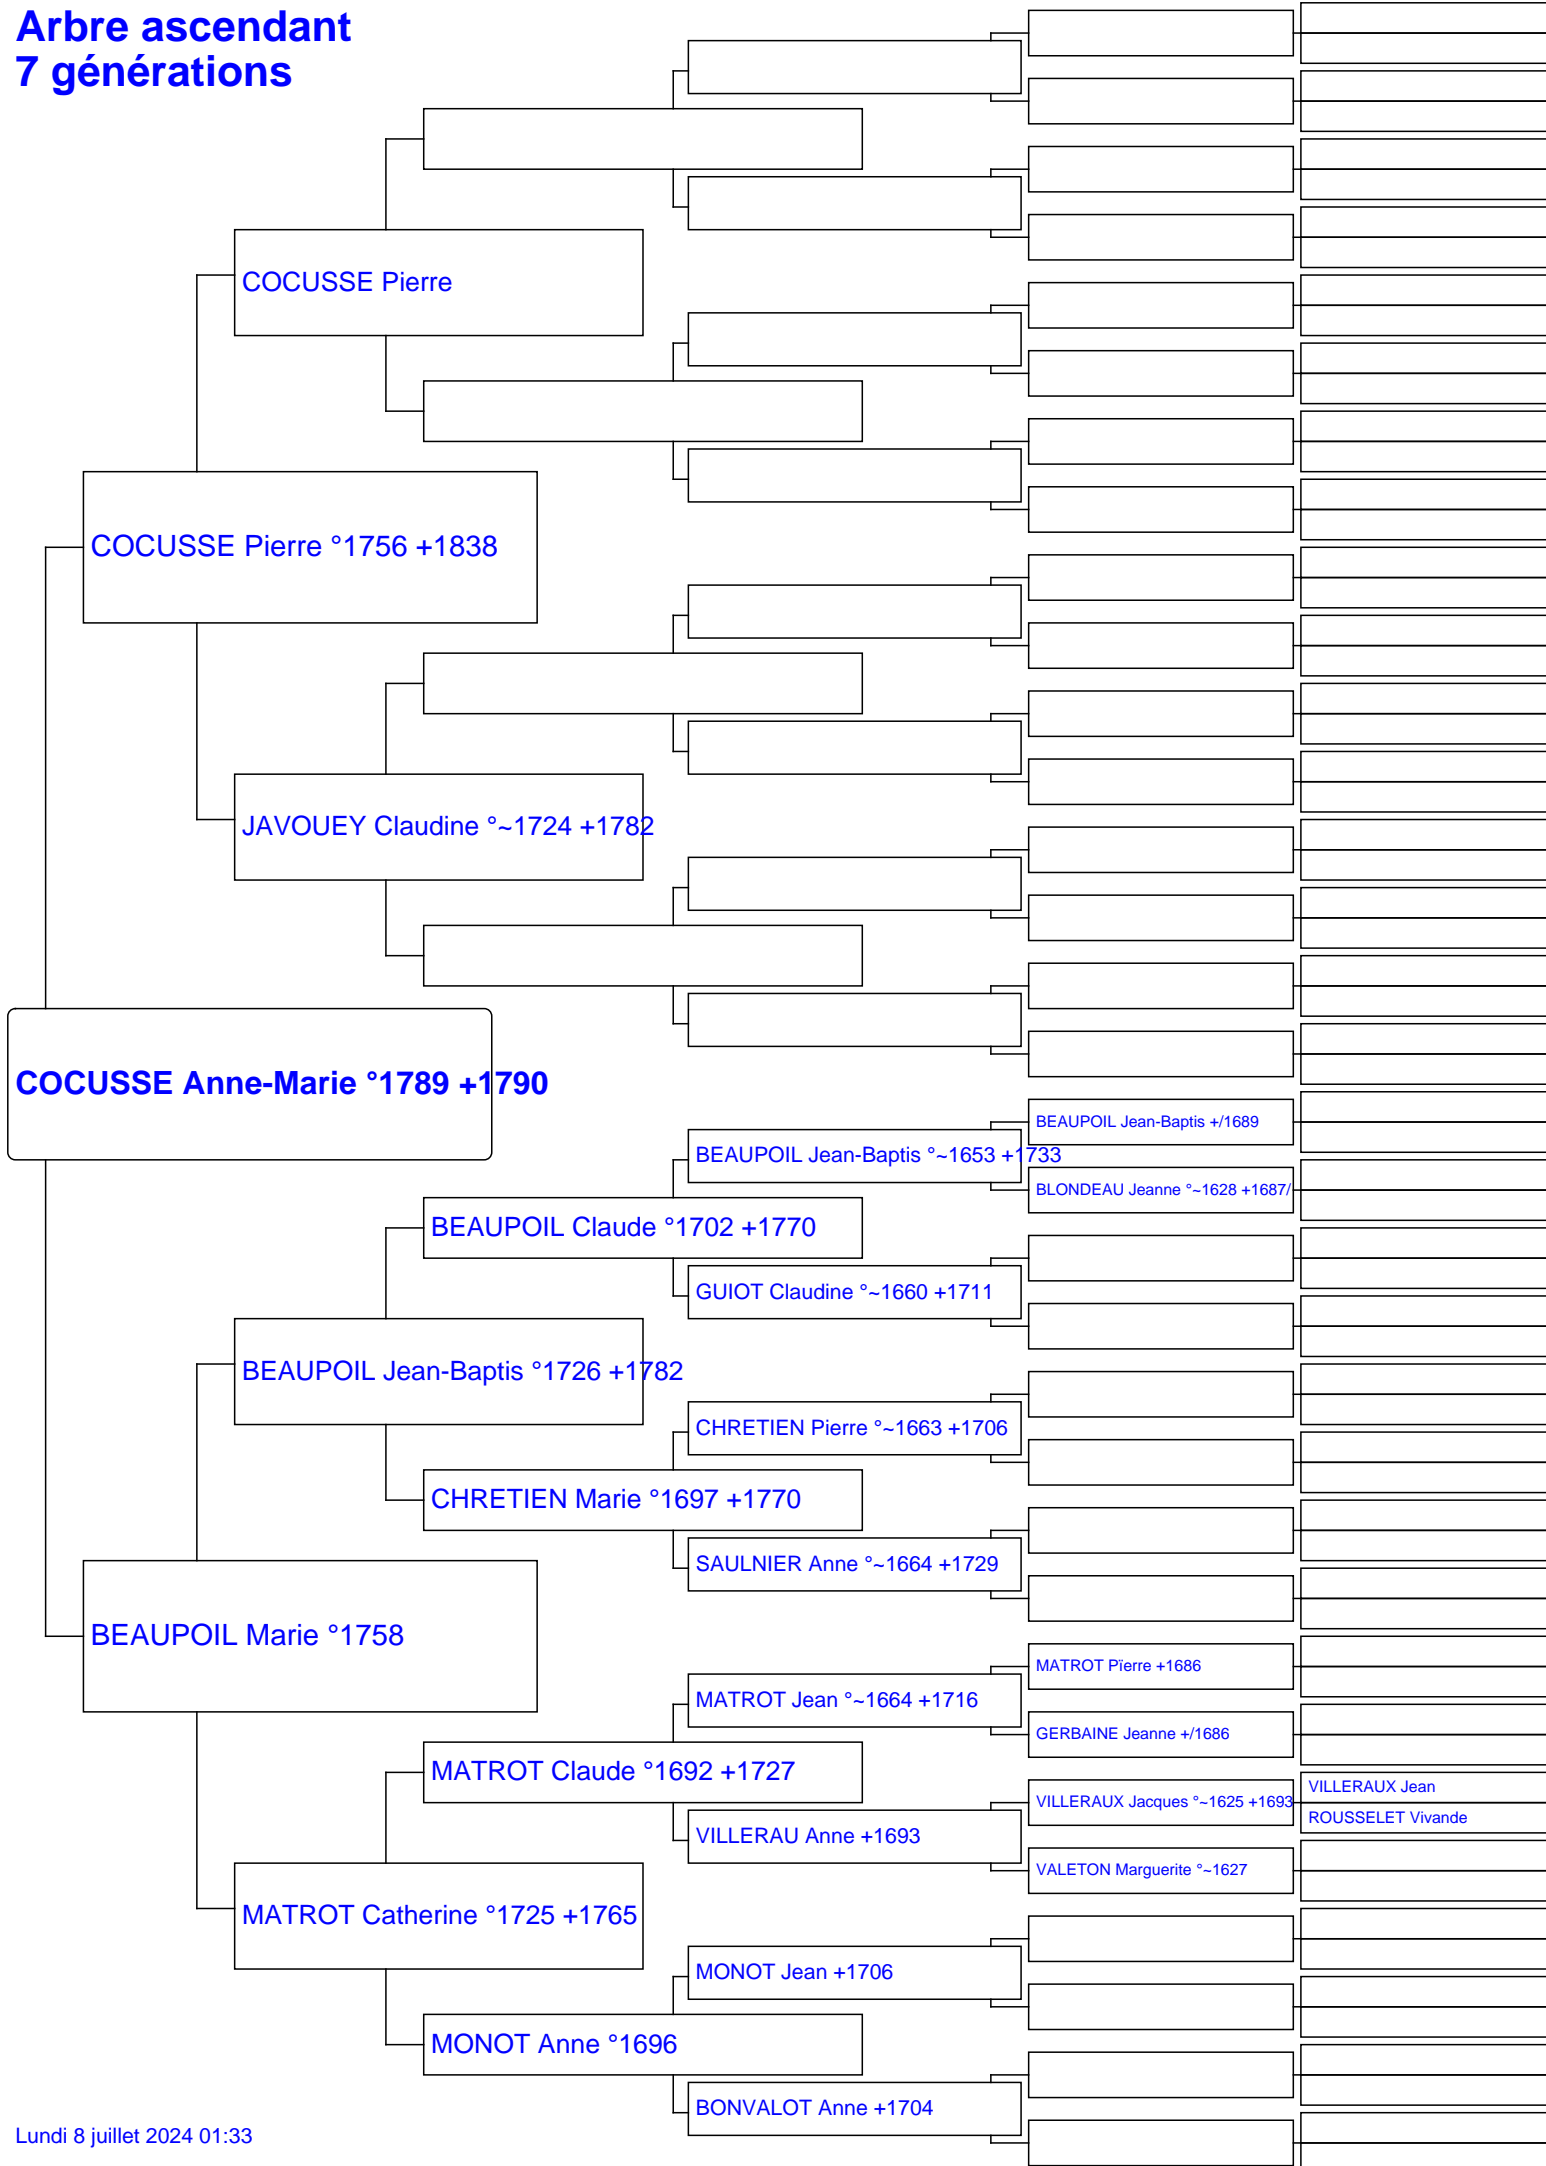 Arbre ascendant
7 générations
COCUSSE Pierre
COCUSSE Pierre °1756 +1838
JAVOUEY Claudine °~1724 +1782
COCUSSE Anne-Marie °1789 +1790
BEAUPOIL Jean-Baptis +/1689
BEAUPOIL Jean-Baptis °~1653 +1733
BLONDEAU Jeanne °~1628 +1687/
BEAUPOIL Claude °1702 +1770
GUIOT Claudine °~1660 +1711
BEAUPOIL Jean-Baptis °1726 +1782
CHRETIEN Pierre °~1663 +1706
CHRETIEN Marie °1697 +1770
SAULNIER Anne °~1664 +1729
BEAUPOIL Marie °1758
MATROT Pïerre +1686
MATROT Jean °~1664 +1716
GERBAINE Jeanne +/1686
MATROT Claude °1692 +1727
VILLERAUX Jean
VILLERAUX Jacques °~1625 +1693
ROUSSELET Vivande
VILLERAU Anne +1693
VALETON Marguerite °~1627
MATROT Catherine °1725 +1765
MONOT Jean +1706
MONOT Anne °1696
BONVALOT Anne +1704
Lundi 8 juillet 2024 01:33